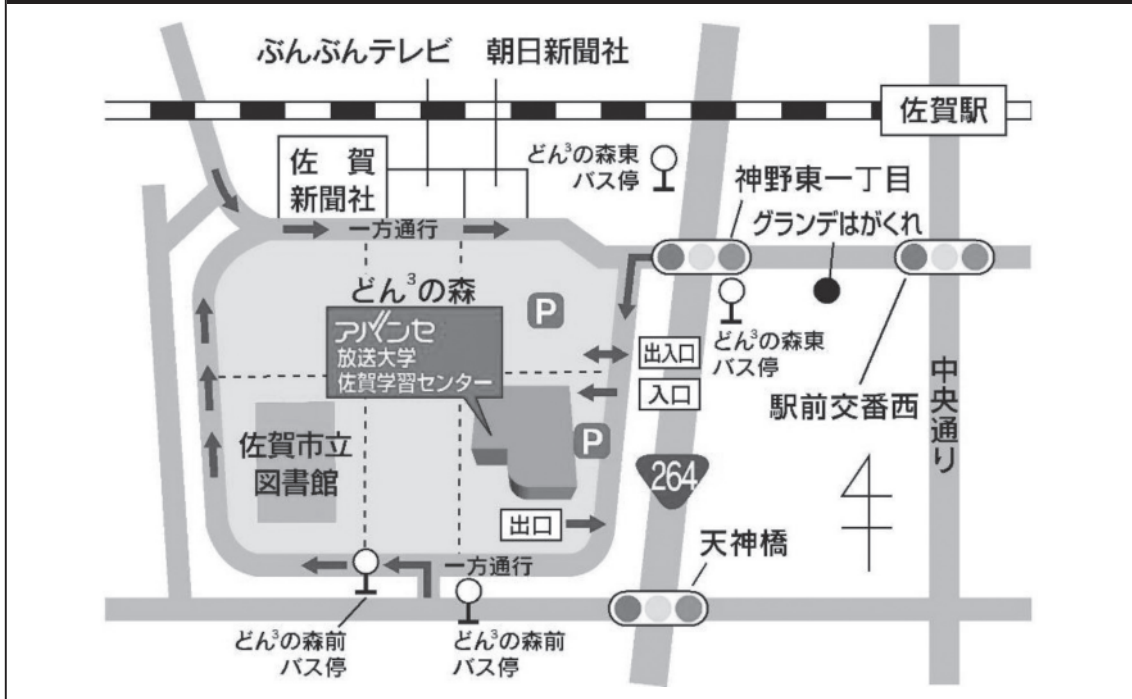 ぶんぶんテレビ
朝日新聞社
佐賀駅
佐 賀
新聞社
どん³の森東
バス停
神野東一丁目
グランデはがくれ
一方通行
どん³の森
P
アバンセ
放送大学
佐賀学習センター
出入口
どん³の森東
バス停
入口
駅前交番西
中央通り
佐賀市立
図書館
P
264
出口
天神橋
一方通行
どん³の森前
バス停
どん³の森前
バス停